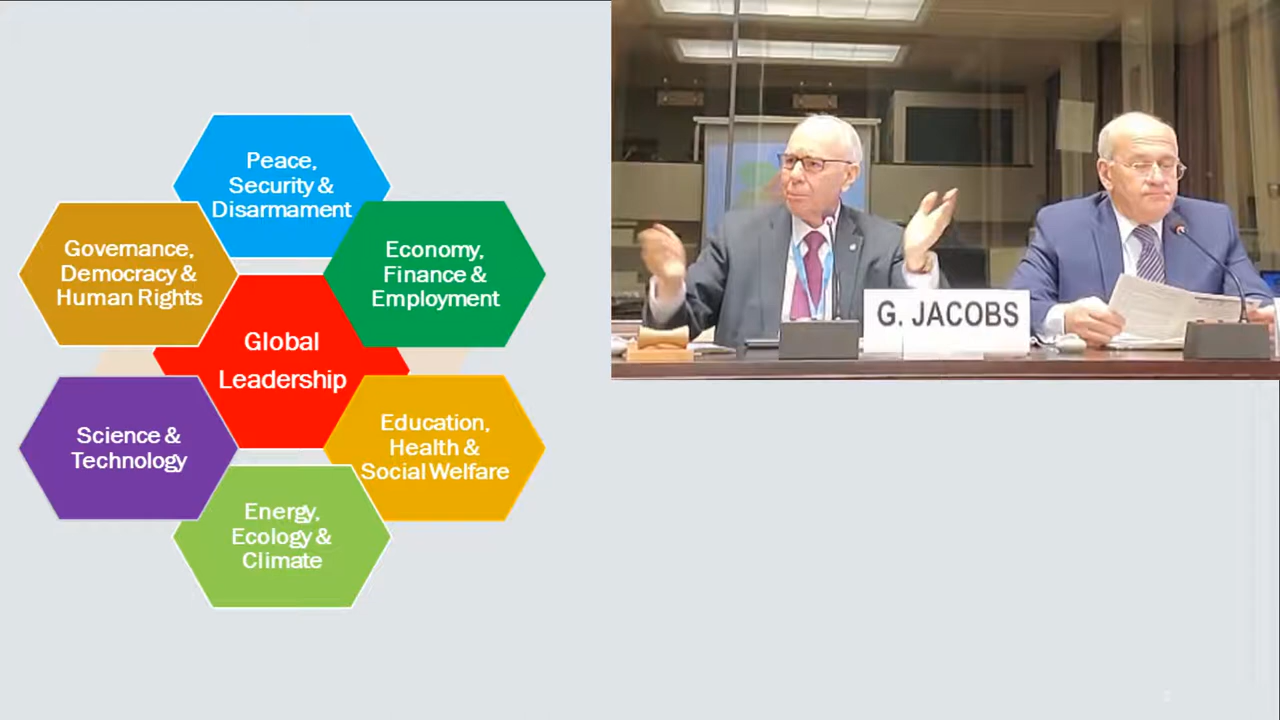 Peace,
Security &
Disarmament
Governance,
Democracy &
Human Rights
Economy,
Finance &
Employment
Global
Leadership
Science &
Technology
Education,
Health &
Social Welfare
Energy,
Ecology &
Climate
G. JACOBS